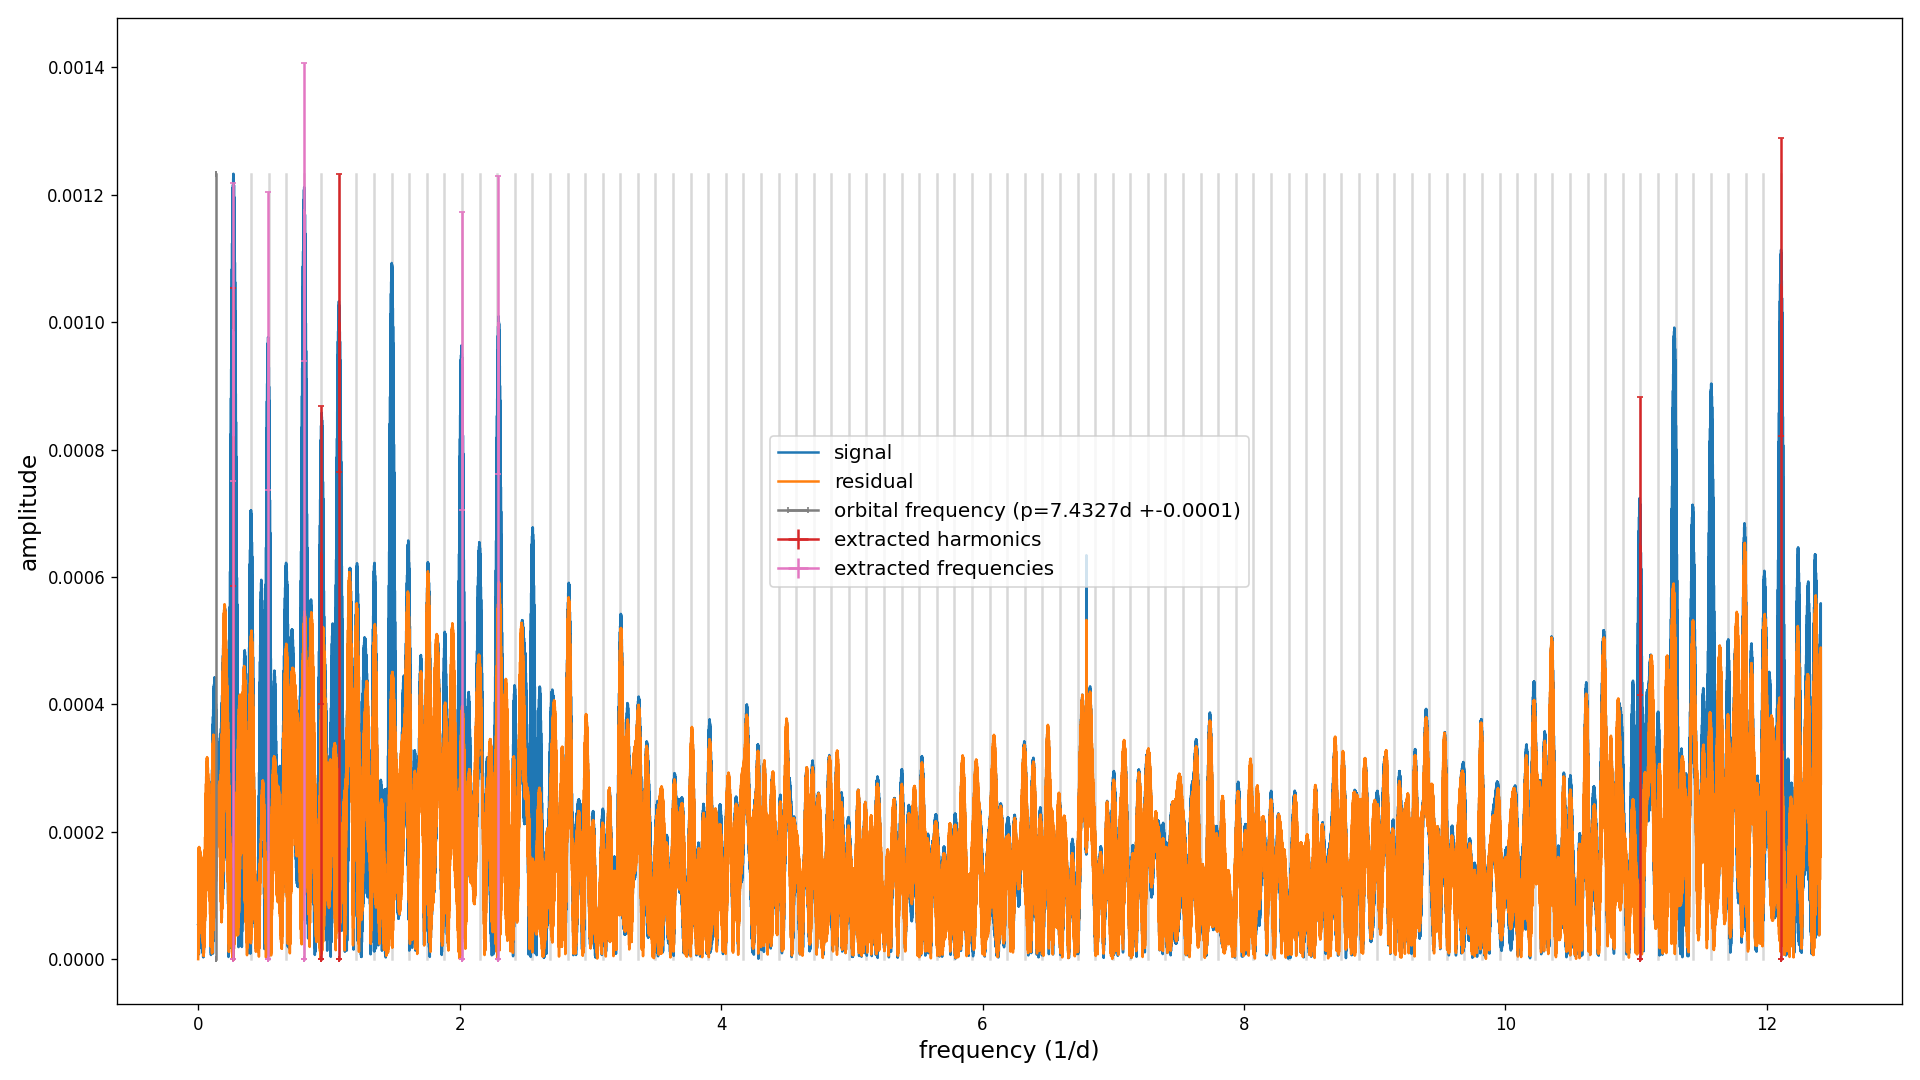 0.0014
0.0012
0.0010
0.0008
0.0006
0.0004
0.0002
0.0000
amplitude
signal
residual
orbital frequency (p=7.4327d +-0.0001)
extracted harmonics
extracted frequencies
0 2 4 6 8 10 12
frequency (1/d)